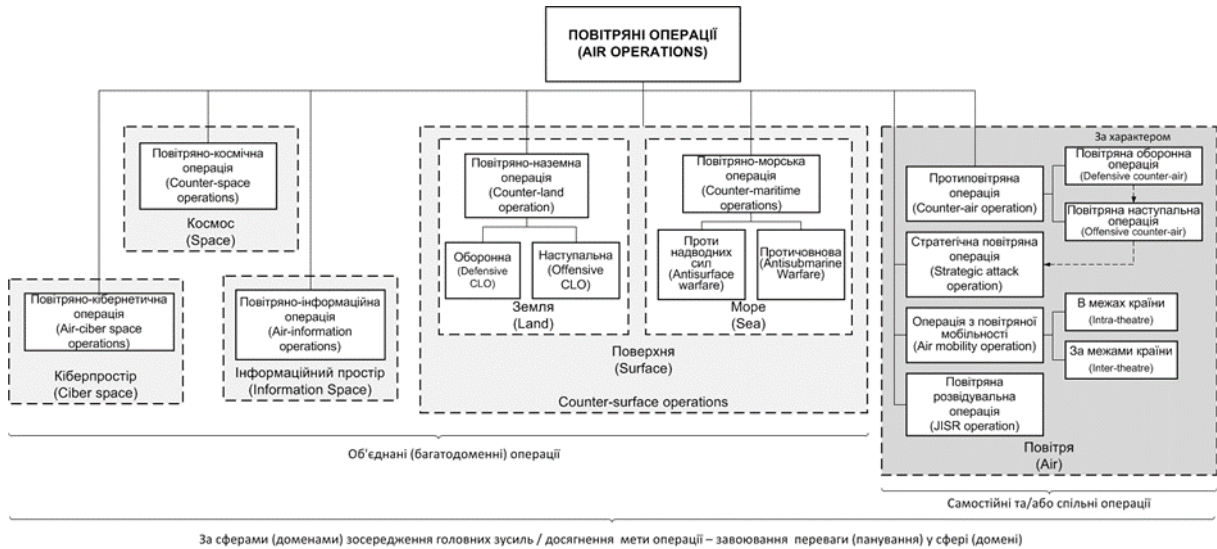 ПОВІТРЯНІ ОПЕРАЦІЇ
(AIR OPERATIONS)
Повітряно-космічна
операція
(Counter-space
operations)
Космос
(Space)
Повітряно-кібернетична
операція
(Air-ciber space
operations)
Кіберпростір
(Ciber space)
Повітряно-інформаційна
операція
(Air-information
operations)
Інформаційний простір
(Information Space)
Повітряно-наземна
операція
(Counter-land
operation)
Оборонна
(Defensive
CLO)
Наступальна
(Offensive
CLO)
Земля
(Land)
Повітряно-морська
операція
(Counter-maritime
operations)
Проти
надводних
сил
(Antisurface
warfare)
Протичовнова
(Antisubmarine
Warfare)
Море
(Sea)
Поверхня
(Surface)
Counter-surface operations
За характером
Протиповітряна
операція
(Counter-air operation)
Повітряна оборонна
операція
(Defensive counter-air)
Повітряна наступальна
операція
(Offensive counter-air)
Стратегічна повітряна
операція
(Strategic attack
operation)
Операція з повітряної
мобільності
(Air mobility operation)
В межах країни
(Intra-theatre)
За межами країни
(Inter-theatre)
Повітряна
розвідувальна
операція
(JISR operation)
Повітря
(Air)
Об'єднані (багатодоменні) операції
Самостійні та/або спільні операції
За сферами (доменами) зосередження головних зусиль / досягнення мети операції – завоювання переваги (панування) у сфері (домені)